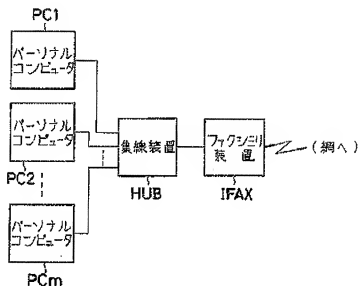 PC1
パーソナル
コンピュータ
パーソナル
コンピュータ
PC2
集線装置
HUB
ファクシミリ
装置
IFAX
(網へ)
パーソナル
コンピュータ
PCm